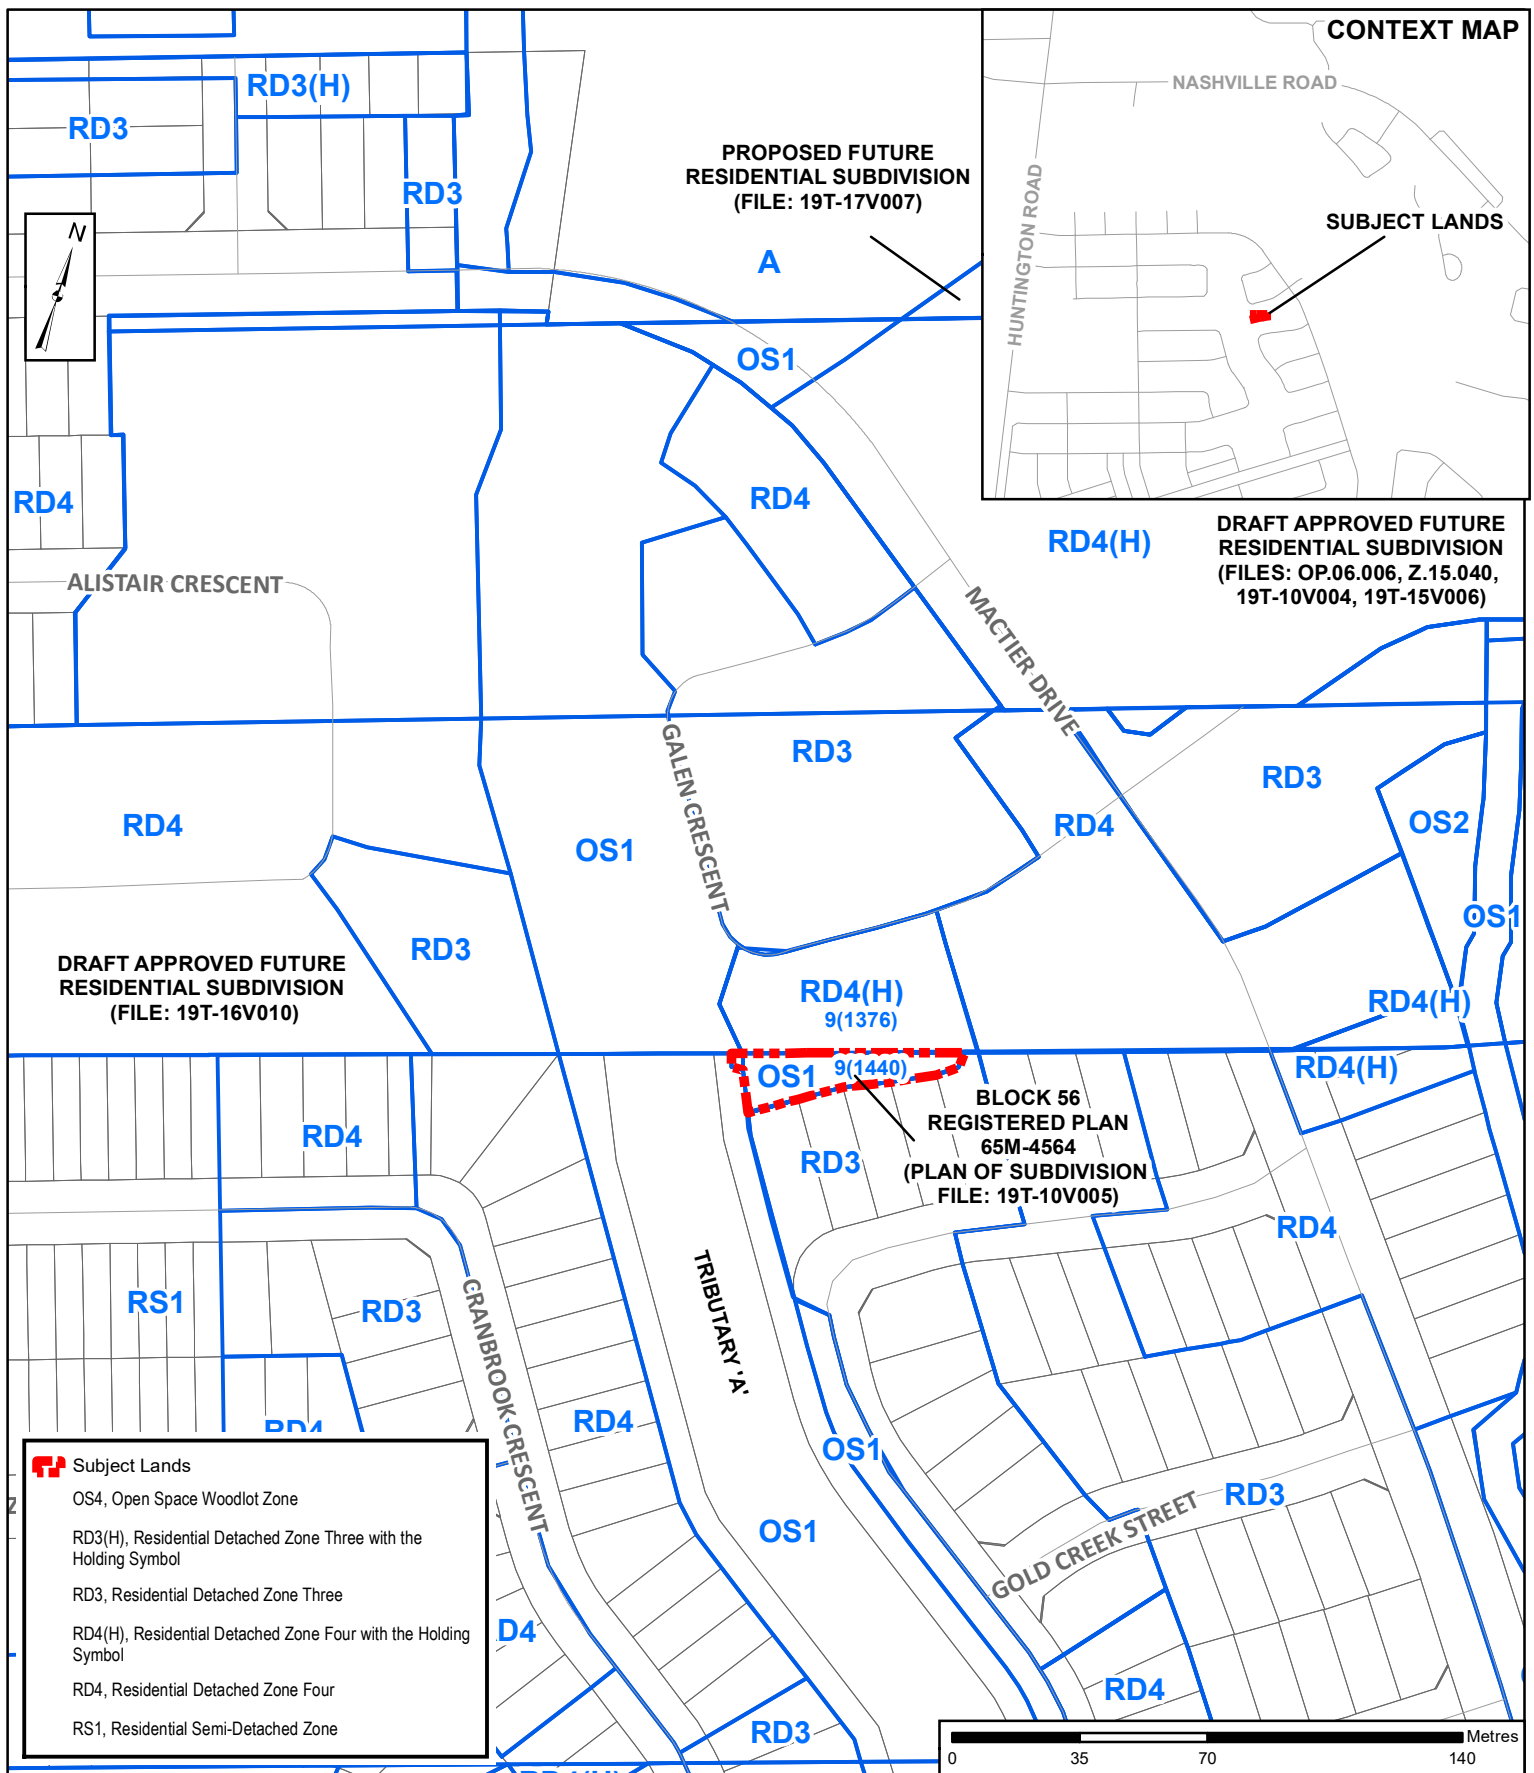 CONTEXT MAP
NASHVILLE ROAD
HUNTINGTON ROAD
SUBJECT LANDS
RD3(H)
RD3
RD3
PROPOSED FUTURE
RESIDENTIAL SUBDIVISION
(FILE: 19T-17V007)
N
A
OS1
RD4
RD4
RD4(H)
DRAFT APPROVED FUTURE
RESIDENTIAL SUBDIVISION
(FILES: OP.06.006, Z.15.040,
19T-10V004, 19T-15V006)
ALISTAIR CRESCENT
MACTIER DRIVE
GALEN CRESCENT
RD3
RD3
RD4
OS1
RD4
OS2
OS1
RD3
DRAFT APPROVED FUTURE
RESIDENTIAL SUBDIVISION
(FILE: 19T-16V010)
RD4(H)
9(1376)
RD4(H)
OS1
9(1440)
RD4(H)
BLOCK 56
REGISTERED PLAN
65M-4564
(PLAN OF SUBDIVISION
FILE: 19T-10V005)
RD4
RD3
RD4
RS1
RD3
CRANBROOK CRESCENT
TRIBUTARY 'A'
RD4
RD4
OS1
RD3
OS1
GOLD CREEK STREET
D4
RD4
RD3
Subject Lands
OS4, Open Space Woodlot Zone
RD3(H), Residential Detached Zone Three with the
Holding Symbol
RD3, Residential Detached Zone Three
RD4(H), Residential Detached Zone Four with the Holding
Symbol
RD4, Residential Detached Zone Four
RS1, Residential Semi-Detached Zone
Metres
0 35 70 140